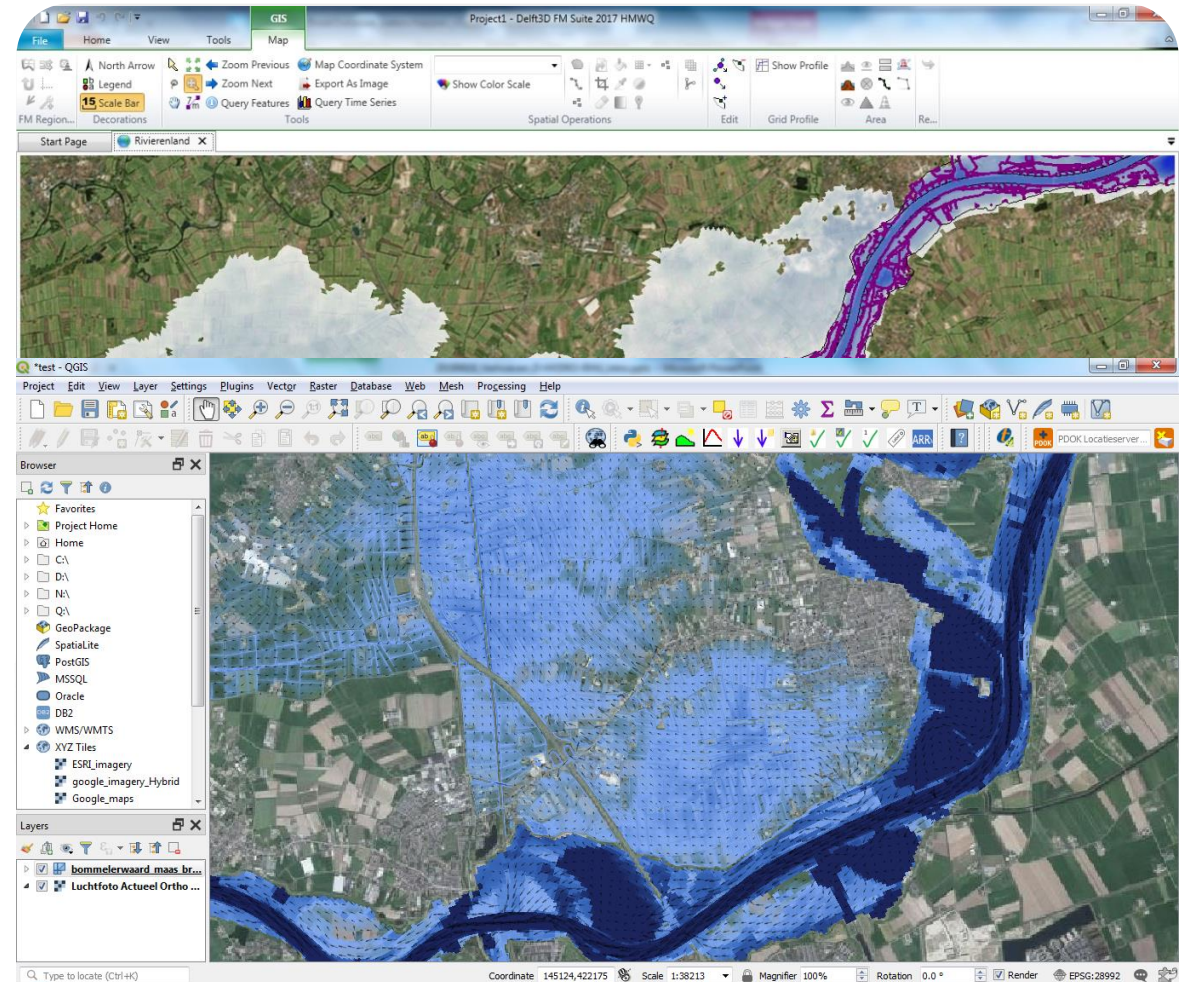 GIS
Project1 - Delft3D FM Suite 2017 HMWQ
File Home View Tools Map
North Arrow Zoom Previous Map Coordinate System Show Profile
Legend Zoom Next Export As Image Show Color Scale
15 Scale Bar Query Features Query Time Series
FM Region... Decorations Tools Spatial Operations Edit Grid Profile Area Re...
Start Page Rivierenland
*test - QGIS
Project Edit View Layer Settings Plugins Vector Raster Database Web Mesh Processing Help
ARR PDOK PDOK Locatieserver...
Browser
Favorites
Project Home
Home
C:\
D:\
N:\
Q:\
GeoPackage
SpatiaLite
PostGIS
MSSQL
Oracle
DB2
WMS/WMTS
XYZ Tiles
ESRI_imagery
google_imagery_Hybrid
Google_maps
Layers
bommelerwaard_maas_br...
Luchtfoto Actueel Ortho ...
Type to locate (Ctrl+K) Coordinate 145124,422175 Scale 1:38213 Magnifier 100% Rotation 0.0 ° Render EPSG:28992